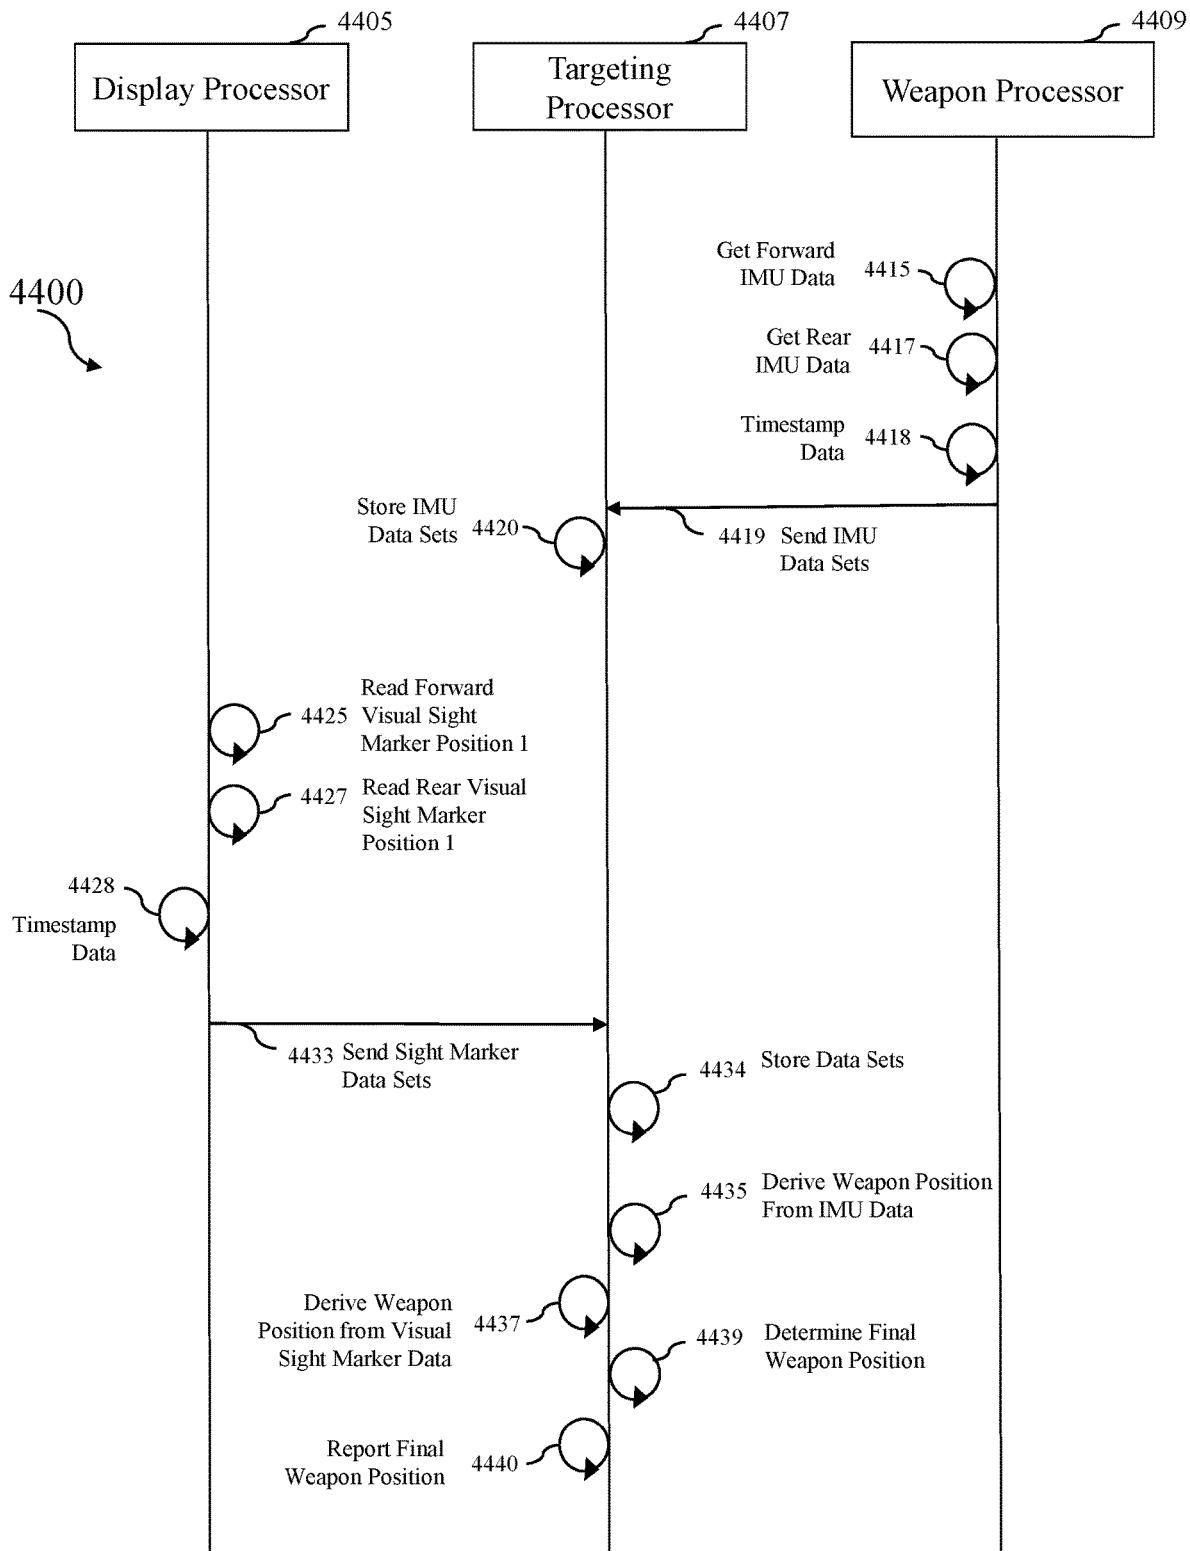 4405
4407
4409
Display Processor
Targeting
Processor
Weapon Processor
4400
Get Forward
IMU Data
4415
Get Rear
IMU Data
4417
Timestamp
Data
4418
Store IMU
Data Sets
4420
4419 Send IMU
Data Sets
4425
Read Forward
Visual Sight
Marker Position 1
4427
Read Rear Visual
Sight Marker
Position 1
4428
Timestamp
Data
4433 Send Sight Marker
Data Sets
4434
Store Data Sets
4435
Derive Weapon Position
From IMU Data
Derive Weapon
Position from Visual
Sight Marker Data
4437
4439
Determine Final
Weapon Position
Report Final
Weapon Position
4440